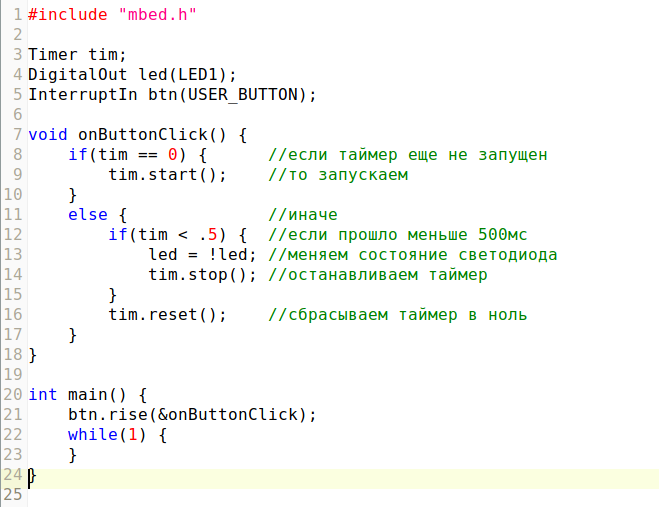 1 #include "mbed.h"
2
3 Timer tim;
4 DigitalOut led(LED1);
5 InterruptIn btn(USER_BUTTON);
6
7 void onButtonClick() {
8     if(tim == 0) {      //если таймер еще не запущен
9         tim.start();    //то запускаем
10     }
11     else {              //иначе
12         if(tim < .5) {  //если прошло меньше 500мс
13             led = !led; //меняем состояние светодиода
14             tim.stop(); //останавливаем таймер
15         }
16         tim.reset();    //сбрасываем таймер в ноль
17     }
18 }
19
20 int main() {
21     btn.rise(&onButtonClick);
22     while(1) {
23     }
24 }
25